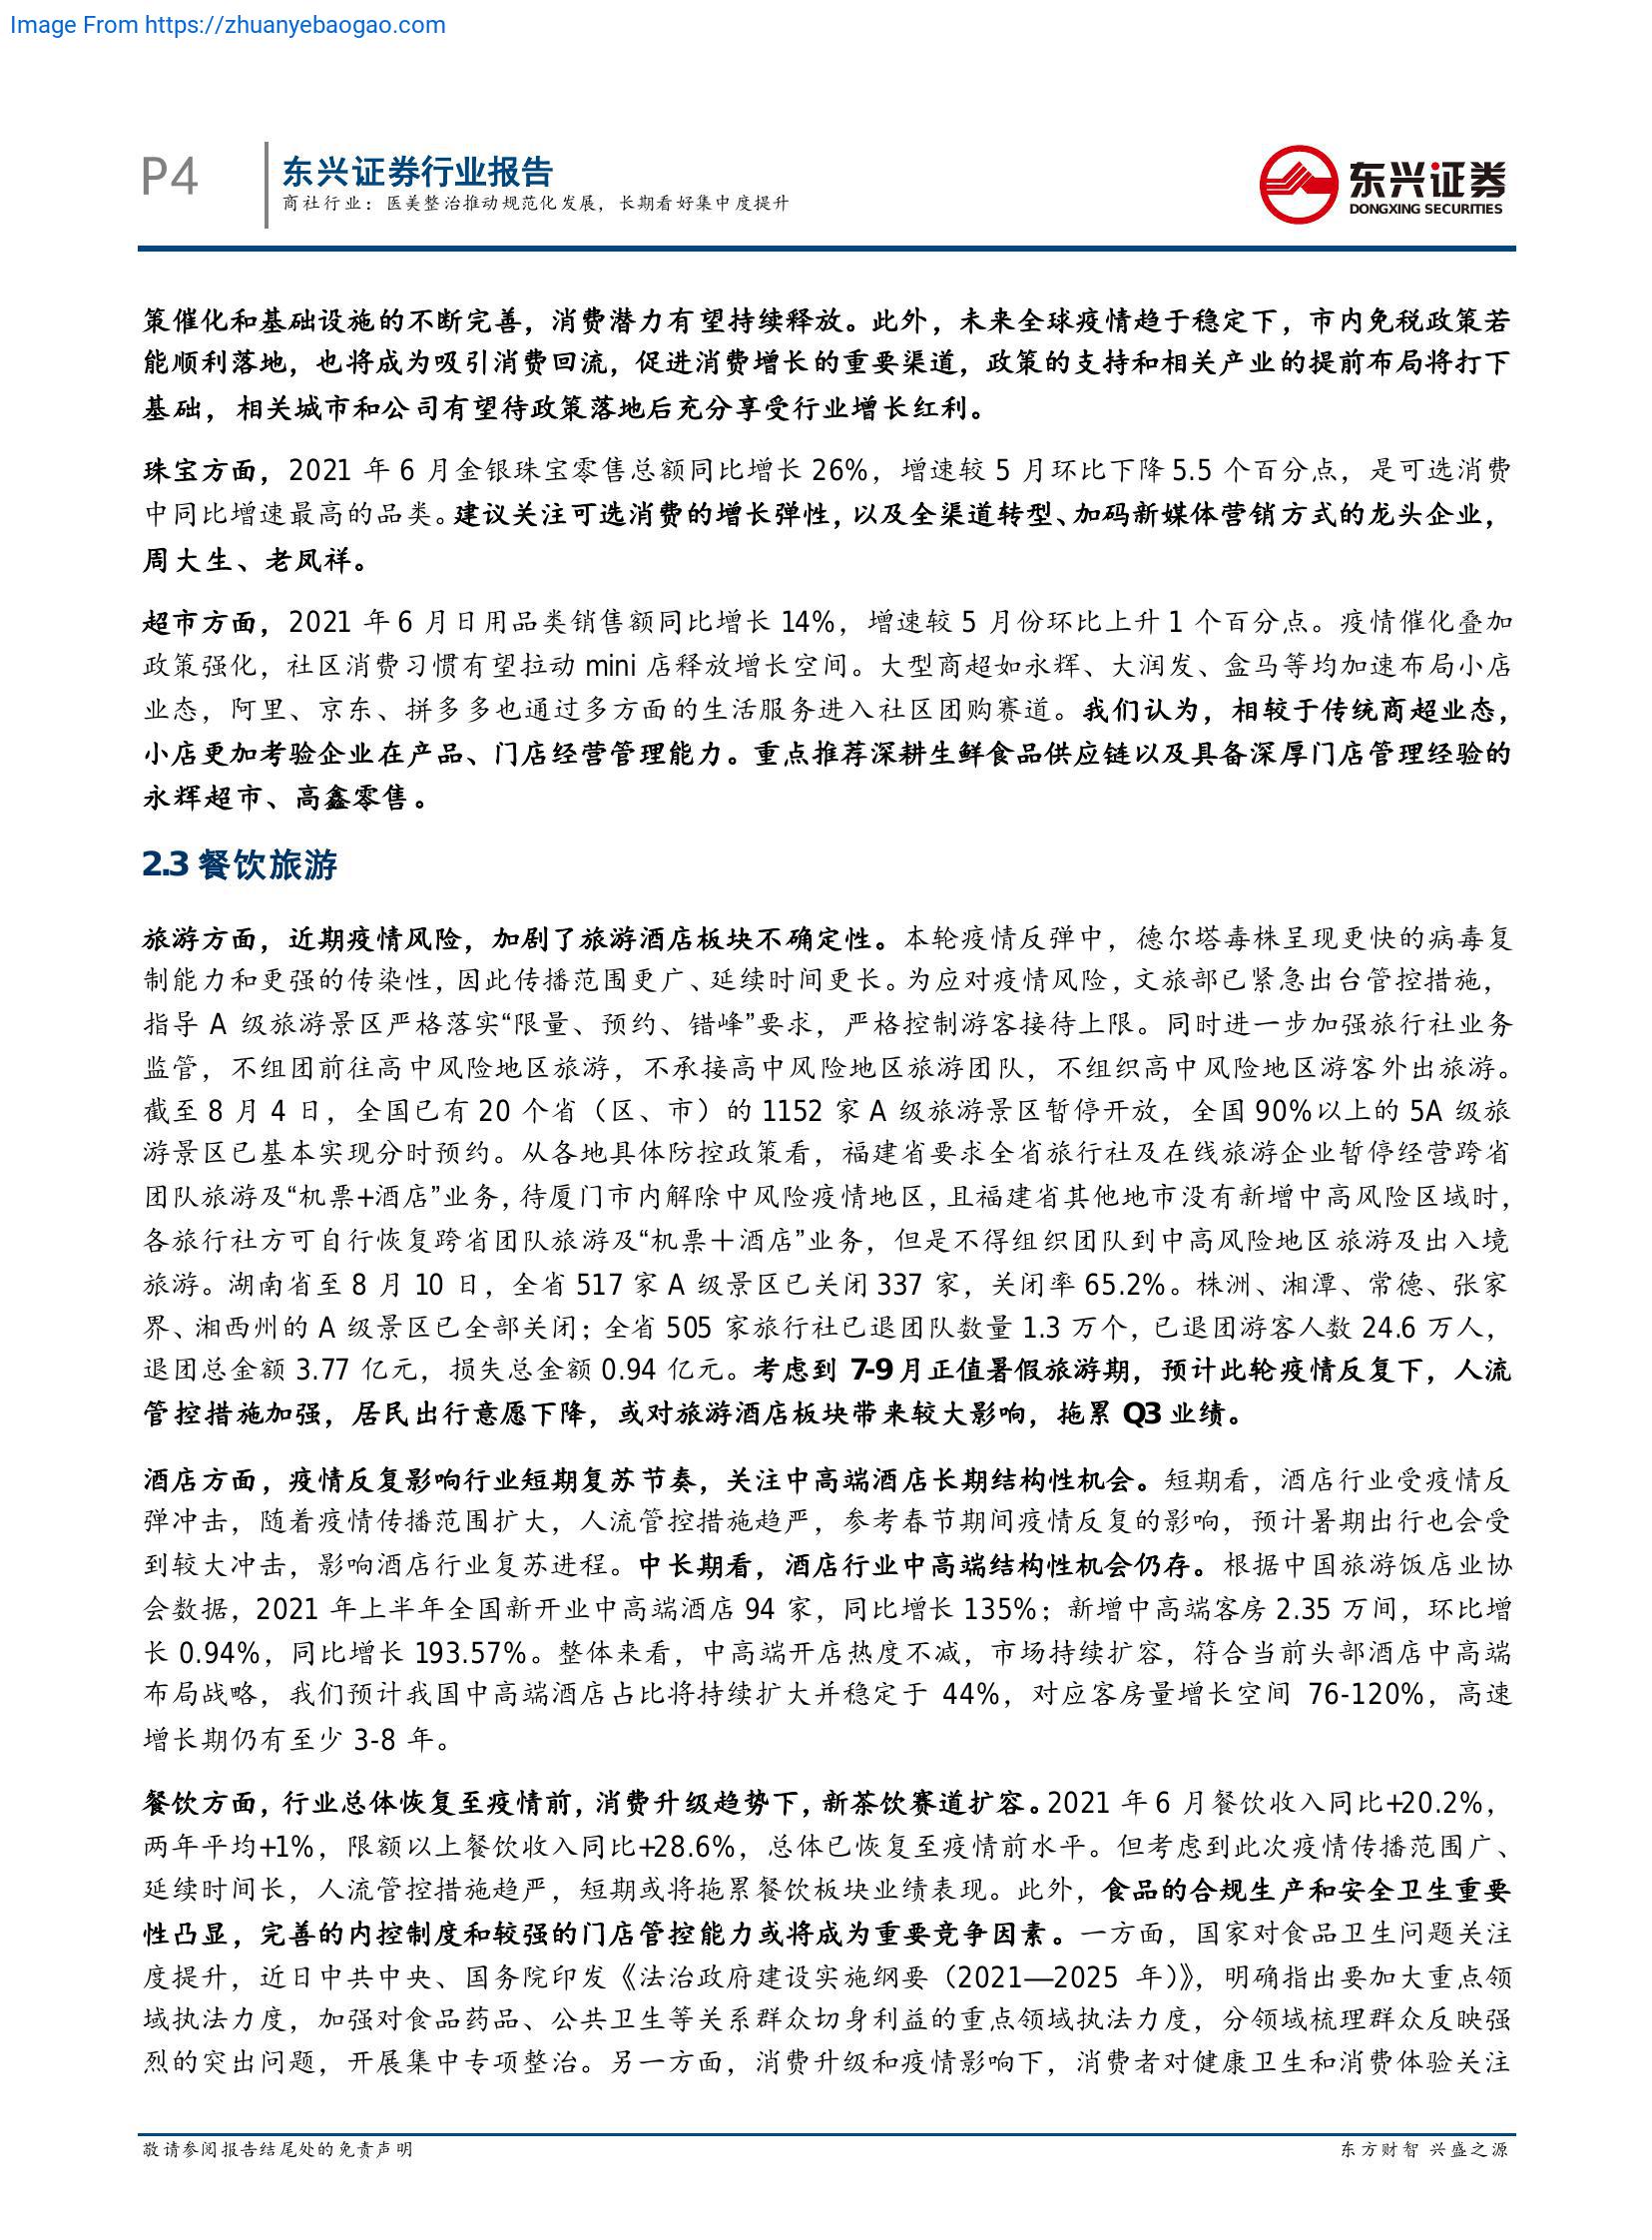 Image From https://zhuanyebaogao.com
P4
东兴证券行业报告
商社行业：医美整治推动规范化发展，长期看好集中度提升
东兴证券
DONGXING SECURITIES
策催化和基础设施的不断完善，消费潜力有望持续释放。此外，未来全球疫情趋于稳定下，市内免税政策若
能顺利落地，也将成为吸引消费回流，促进消费增长的重要渠道，政策的支持和相关产业的提前布局将打下
基础，相关城市和公司有望待政策落地后充分享受行业增长红利。
珠宝方面，2021 年 6 月金银珠宝零售总额同比增长 26%，增速较 5 月环比下降 5.5 个百分点，是可选消费
中同比增速最高的品类。建议关注可选消费的增长弹性，以及全渠道转型、加码新媒体营销方式的龙头企业，
周大生、老凤祥。
超市方面，2021 年 6 月日用品类销售额同比增长 14%，增速较 5 月份环比上升 1 个百分点。疫情催化叠加
政策强化，社区消费习惯有望拉动 mini 店释放增长空间。大型商超如永辉、大润发、盒马等均加速布局小店
业态，阿里、京东、拼多多也通过多方面的生活服务进入社区团购赛道。我们认为，相较于传统商超业态，
小店更加考验企业在产品、门店经营管理能力。重点推荐深耕生鲜食品供应链以及具备深厚门店管理经验的
永辉超市、高鑫零售。
2.3 餐饮旅游
旅游方面，近期疫情风险，加剧了旅游酒店板块不确定性。本轮疫情反弹中，德尔塔毒株呈现更快的病毒复
制能力和更强的传染性，因此传播范围更广、延续时间更长。为应对疫情风险，文旅部已紧急出台管控措施，
指导 A 级旅游景区严格落实“限量、预约、错峰”要求，严格控制游客接待上限。同时进一步加强旅行社业务
监管，不组团前往高中风险地区旅游，不承接高中风险地区旅游团队，不组织高中风险地区游客外出旅游。
截至 8 月 4 日，全国已有 20 个省（区、市）的 1152 家 A 级旅游景区暂停开放，全国 90%以上的 5A 级旅
游景区已基本实现分时预约。从各地具体防控政策看，福建省要求全省旅行社及在线旅游企业暂停经营跨省
团队旅游及“机票+酒店”业务，待厦门市内解除中风险疫情地区，且福建省其他地市没有新增中高风险区域时，
各旅行社方可自行恢复跨省团队旅游及“机票＋酒店”业务，但是不得组织团队到中高风险地区旅游及出入境
旅游。湖南省至 8 月 10 日，全省 517 家 A 级景区已关闭 337 家，关闭率 65.2%。株洲、湘潭、常德、张家
界、湘西州的 A 级景区已全部关闭；全省 505 家旅行社已退团队数量 1.3 万个，已退团游客人数 24.6 万人，
退团总金额 3.77 亿元，损失总金额 0.94 亿元。考虑到 7-9 月正值暑假旅游期，预计此轮疫情反复下，人流
管控措施加强，居民出行意愿下降，或对旅游酒店板块带来较大影响，拖累 Q3 业绩。
酒店方面，疫情反复影响行业短期复苏节奏，关注中高端酒店长期结构性机会。短期看，酒店行业受疫情反
弹冲击，随着疫情传播范围扩大，人流管控措施趋严，参考春节期间疫情反复的影响，预计暑期出行也会受
到较大冲击，影响酒店行业复苏进程。中长期看，酒店行业中高端结构性机会仍存。根据中国旅游饭店业协
会数据，2021 年上半年全国新开业中高端酒店 94 家，同比增长 135%；新增中高端客房 2.35 万间，环比增
长 0.94%，同比增长 193.57%。整体来看，中高端开店热度不减，市场持续扩容，符合当前头部酒店中高端
布局战略，我们预计我国中高端酒店占比将持续扩大并稳定于 44%，对应客房量增长空间 76-120%，高速
增长期仍有至少 3-8 年。
餐饮方面，行业总体恢复至疫情前，消费升级趋势下，新茶饮赛道扩容。2021 年 6 月餐饮收入同比+20.2%，
两年平均+1%，限额以上餐饮收入同比+28.6%，总体已恢复至疫情前水平。但考虑到此次疫情传播范围广、
延续时间长，人流管控措施趋严，短期或将拖累餐饮板块业绩表现。此外，食品的合规生产和安全卫生重要
性凸显，完善的内控制度和较强的门店管控能力或将成为重要竞争因素。一方面，国家对食品卫生问题关注
度提升，近日中共中央、国务院印发《法治政府建设实施纲要（2021—2025 年）》，明确指出要加大重点领
域执法力度，加强对食品药品、公共卫生等关系群众切身利益的重点领域执法力度，分领域梳理群众反映强
烈的突出问题，开展集中专项整治。另一方面，消费升级和疫情影响下，消费者对健康卫生和消费体验关注
敬请参阅报告结尾处的免责声明
东方财智 兴盛之源